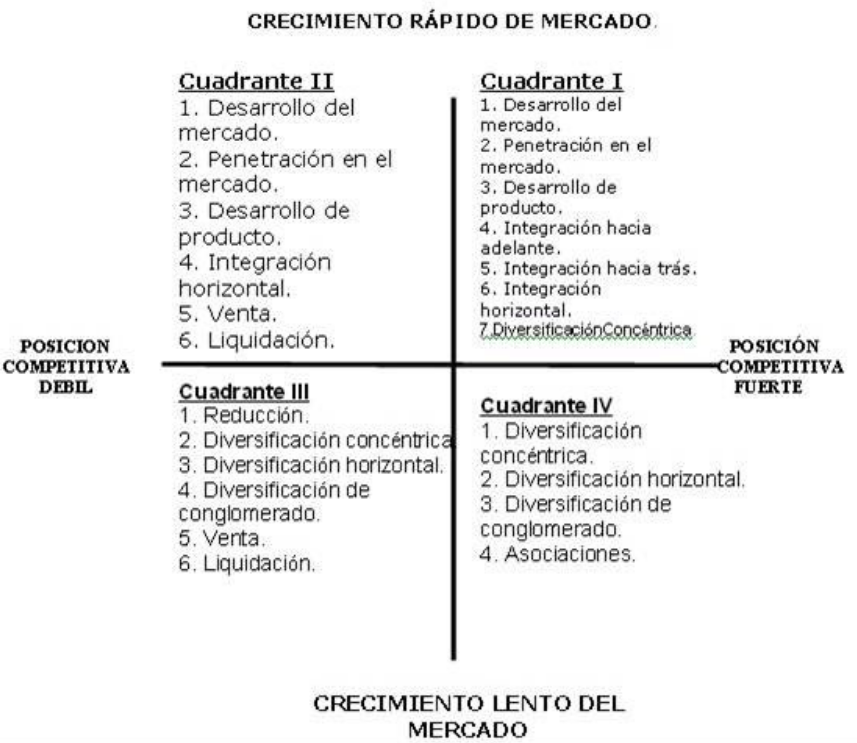 CRECIMIENTO RÁPIDO DE MERCADO.
Cuadrante II
1. Desarrollo del
mercado.
2. Penetración en el
mercado.
3. Desarrollo de
producto.
4. Integración
horizontal.
5. Venta.
6. Liquidación.
Cuadrante I
1. Desarrollo del
mercado.
2. Penetración en el
mercado.
3. Desarrollo de
producto.
4. Integración hacia
adelante.
5. Integración hacia trás.
6. Integración
horizontal.
7.DiversificaciónConcéntrica
POSICION
COMPETITIVA
DEBIL
POSICIÓN
COMPETITIVA
FUERTE
Cuadrante III
1. Reducción.
2. Diversificación concéntrica
3. Diversificación horizontal.
4. Diversificación de
conglomerado.
5. Venta.
6. Liquidación.
Cuadrante IV
1. Diversificación
concéntrica.
2. Diversificación horizontal.
3. Diversificación de
conglomerado.
4. Asociaciones.
CRECIMIENTO LENTO DEL
MERCADO